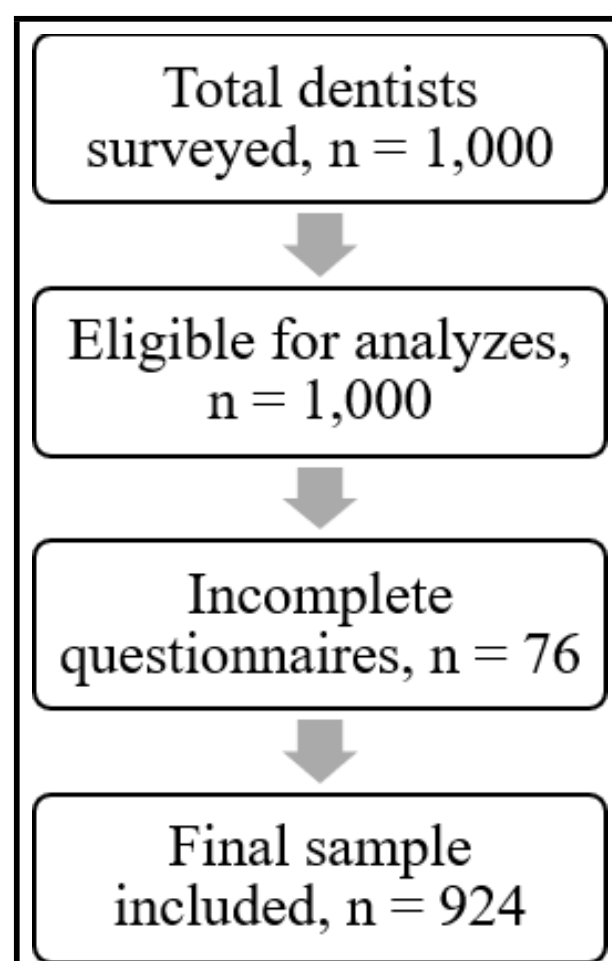 Total dentists
surveyed, n = 1,000
Eligible for analyzes,
n = 1,000
Incomplete
questionnaires, n = 76
Final sample
included, n = 924